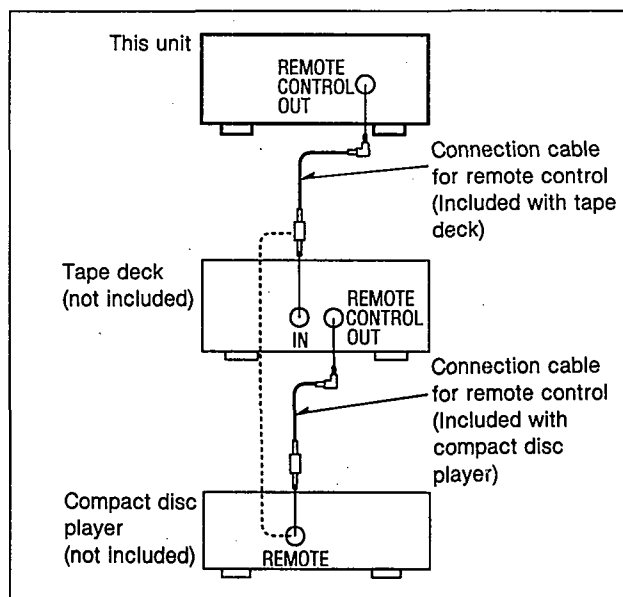 This unit
REMOTE
CONTROL
OUT
Connection cable
for remote control
(Included with tape
deck)
Tape deck
(not included)
IN
REMOTE
CONTROL
OUT
Connection cable
for remote control
(Included with
compact disc
player)
Compact disc
player
(not included)
REMOTE